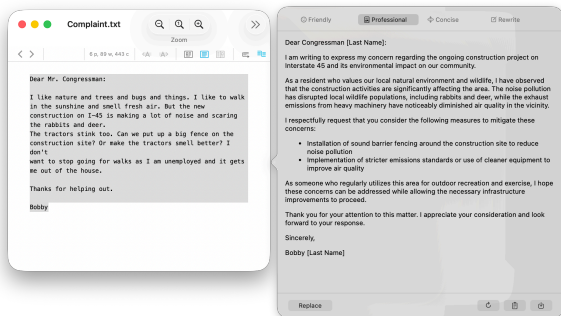 Complaint.txt
Zoom
6 p, 89 w, 443 c
Dear Mr. Congressman:
I like nature and trees and bugs and things. I like to walk
in the sunshine and smell fresh air. But the new
construction on I-45 is making a lot of noise and scaring
the rabbits and deer.
The tractors stink too. Can we put up a big fence on the
construction site? Or make the tractors smell better? I
don't
want to stop going for walks as I am unemployed and it gets
me out of the house.
Thanks for helping out.
Bobby
Friendly Professional Concise Rewrite
Dear Congressman [Last Name]:
I am writing to express my concern regarding the ongoing construction project on
Interstate 45 and its environmental impact on our community.
As a resident who values our local natural environment and wildlife, I have observed
that the construction activities are significantly affecting the area. The noise pollution
has disrupted local wildlife populations, including rabbits and deer, while the exhaust
emissions from heavy machinery have noticeably diminished air quality in the vicinity.
I respectfully request that you consider the following measures to mitigate these
concerns:
• Installation of sound barrier fencing around the construction site to reduce
noise pollution
• Implementation of stricter emissions standards or use of cleaner equipment to
improve air quality
As someone who regularly utilizes this area for outdoor recreation and exercise, I hope
these concerns can be addressed while allowing the necessary infrastructure
improvements to proceed.
Thank you for your attention to this matter. I appreciate your consideration and look
forward to your response.
Sincerely,
Bobby [Last Name]
Replace